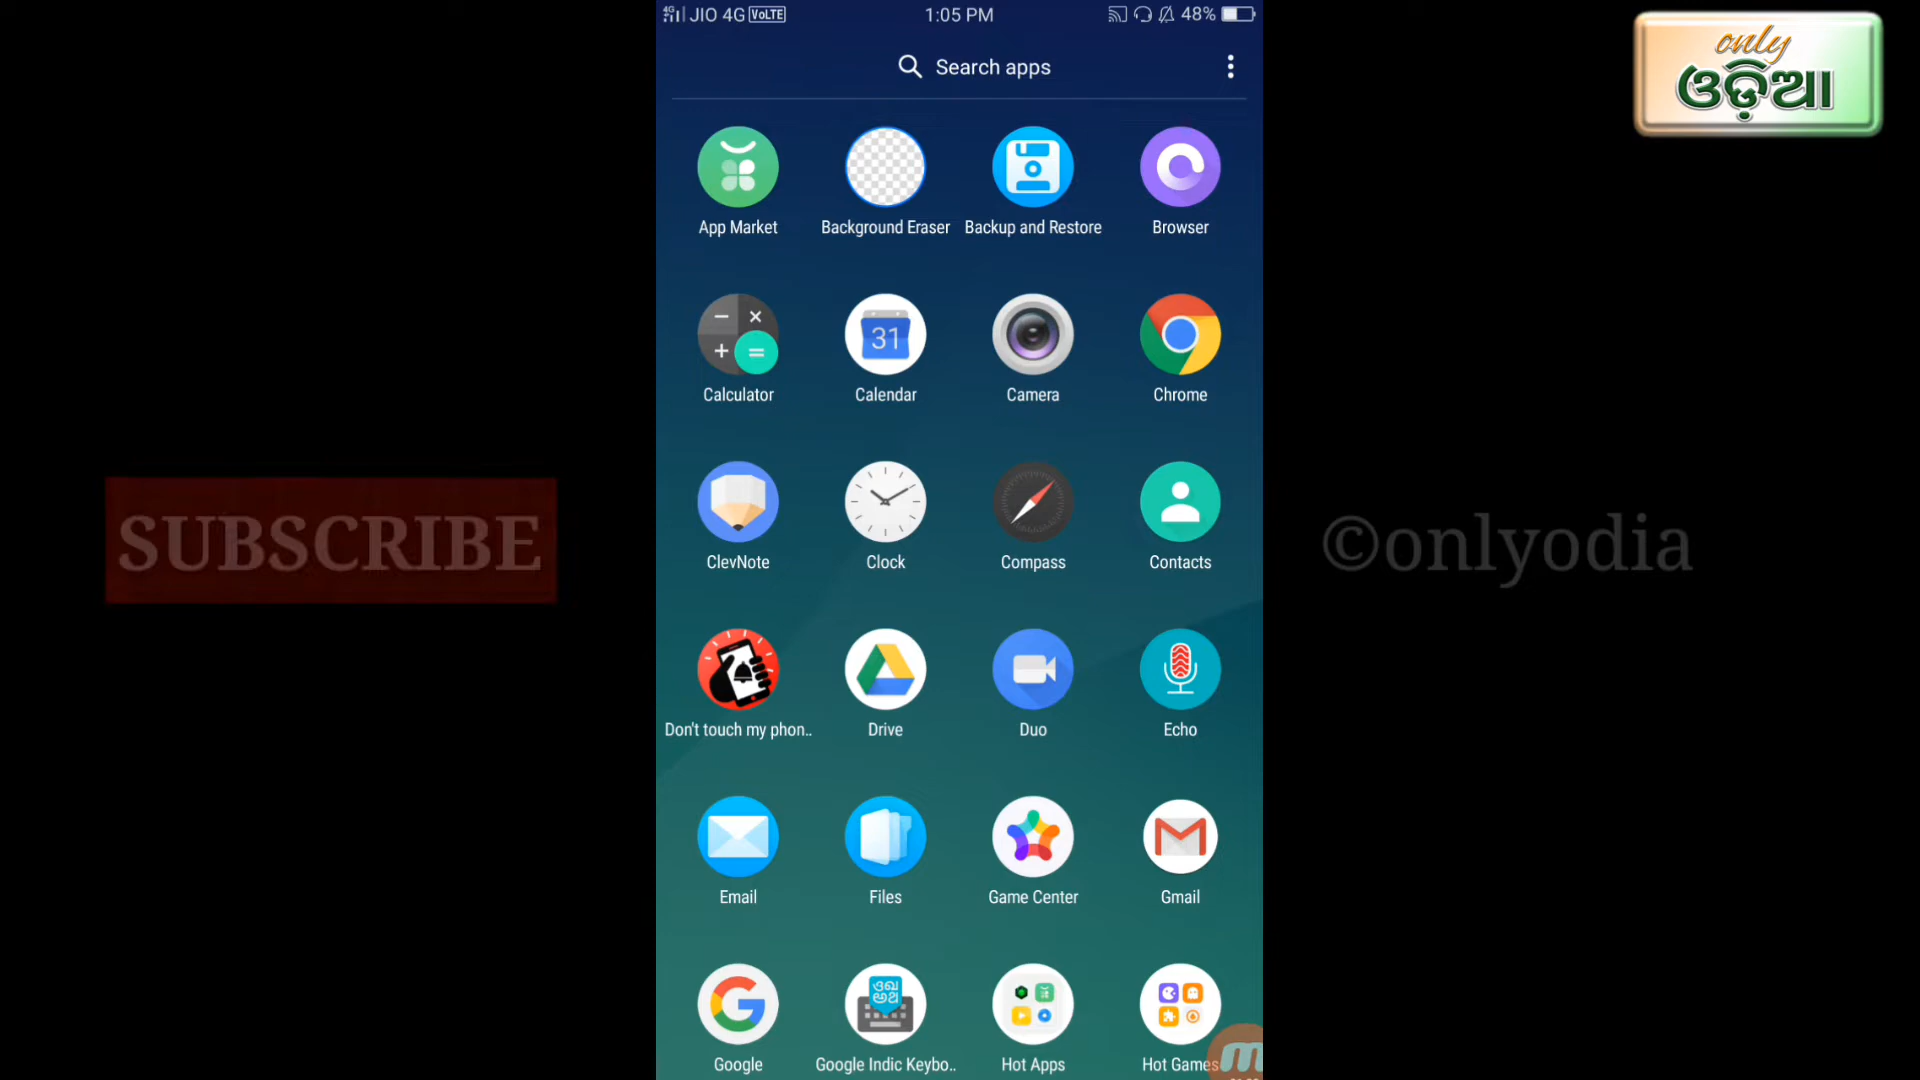 4G JIO 4G VoLTE 1:05 PM 48%
only
ଓଡ଼ିଆ
Search apps
App Market Background Eraser Backup and Restore Browser
31
Calculator Calendar Camera Chrome
ClevNote Clock Compass Contacts
SUBSCRIBE
©onlyodia
Don't touch my phon.. Drive Duo Echo
Email Files Game Center Gmail
Google Google Indic Keybo.. Hot Apps Hot Games